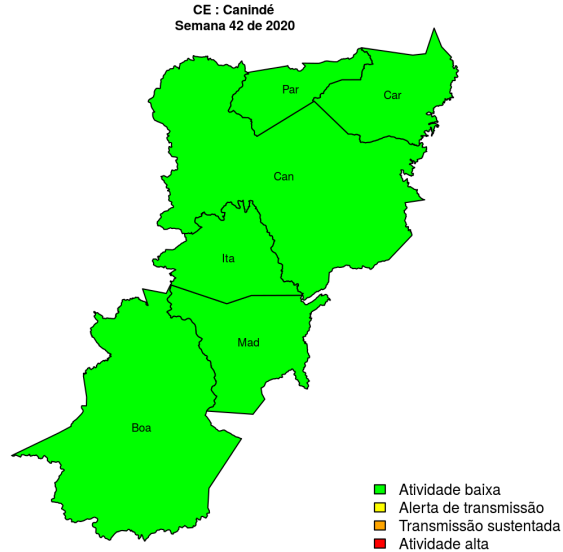 CE : Canindé
Semana 42 de 2020
Par
Car
Can
Ita
Mad
Boa
Atividade baixa
Alerta de transmissão
Transmissão sustentada
Atividade alta